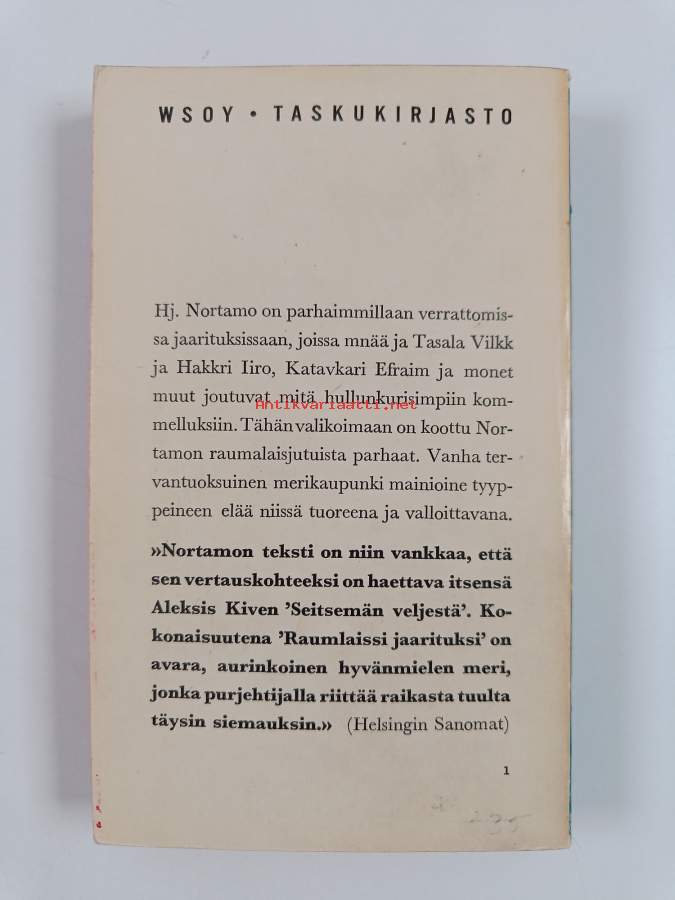 WSOY • TASKUKIRJASTO
Hj. Nortamo on parhaimmillaan verrattomis-
sa jaarituksissaan, joissa mnää ja Tasala Vilkk
ja Hakkri Iiro, Katavkari Efraim ja monet
muut joutuvat mitä hullunkurisimpiin kom-
Antikvariaatti.net
melluksiin. Tähän valikoimaan on koottu Nor-
tamon raumalaisjutuista parhaat. Vanha ter-
vantuoksuinen merikaupunki mainioine tyyp-
peineen elää niissä tuoreena ja valloittavana.
»Nortamon teksti on niin vankkaa, että
sen vertauskohteeksi on haettava itsensä
Aleksis Kiven ’Seitsemän veljestä’. Ko-
konaisuutena ’Raumlaissi jaarituksi’ on
avara, aurinkoinen hyvänmielen meri,
jonka purjehtijalla riittää raikasta tuulta
täysin siemauksin.» (Helsingin Sanomat)
1